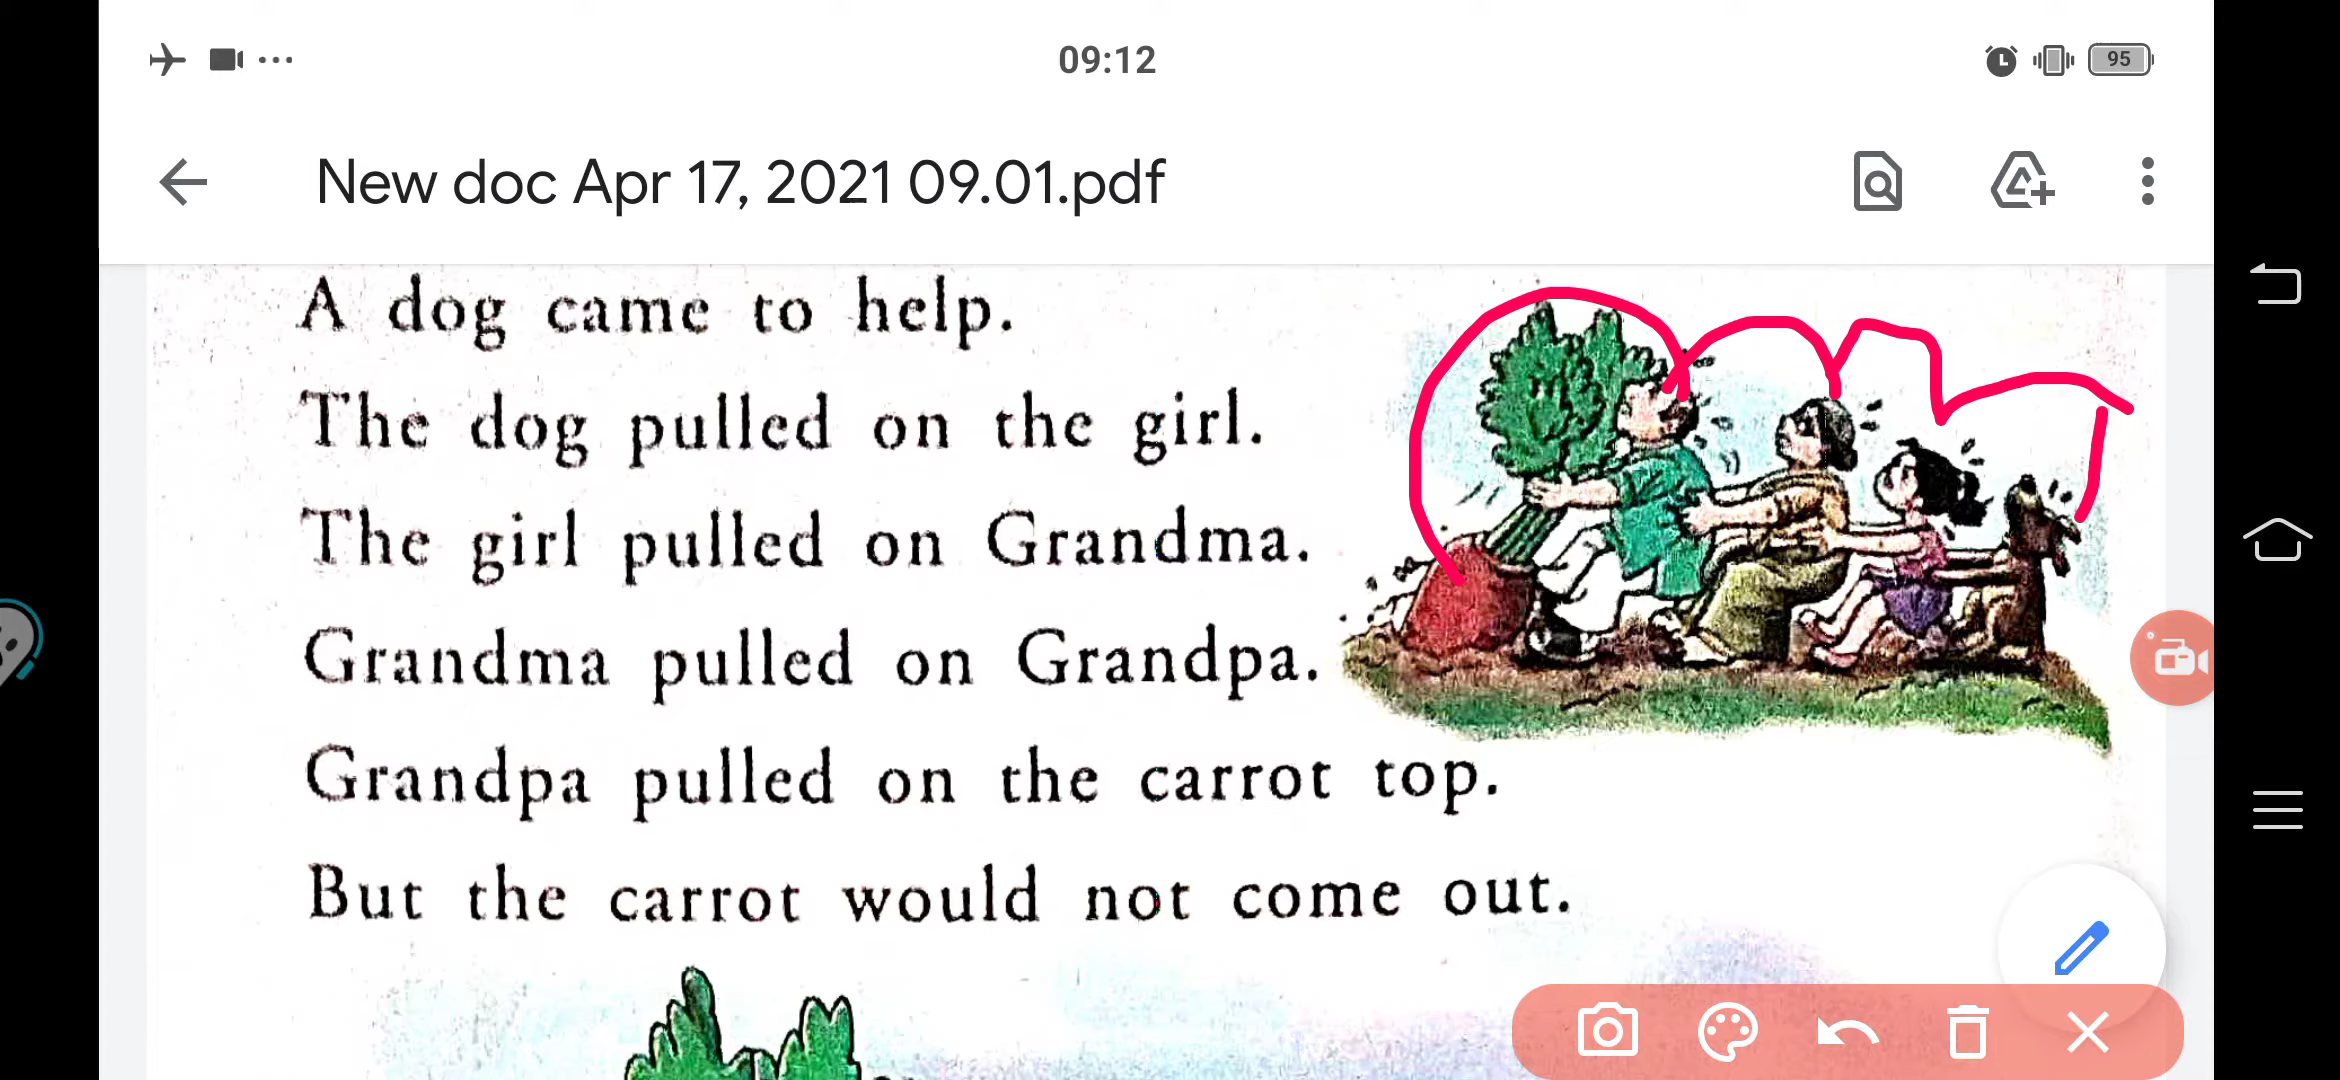 09:12
95
New doc Apr 17, 2021 09.01.pdf
A dog came to help.
The dog pulled on the girl.
The girl pulled on Grandma.
Grandma pulled on Grandpa.
Grandpa pulled on the carrot top.
But the carrot would not come out.